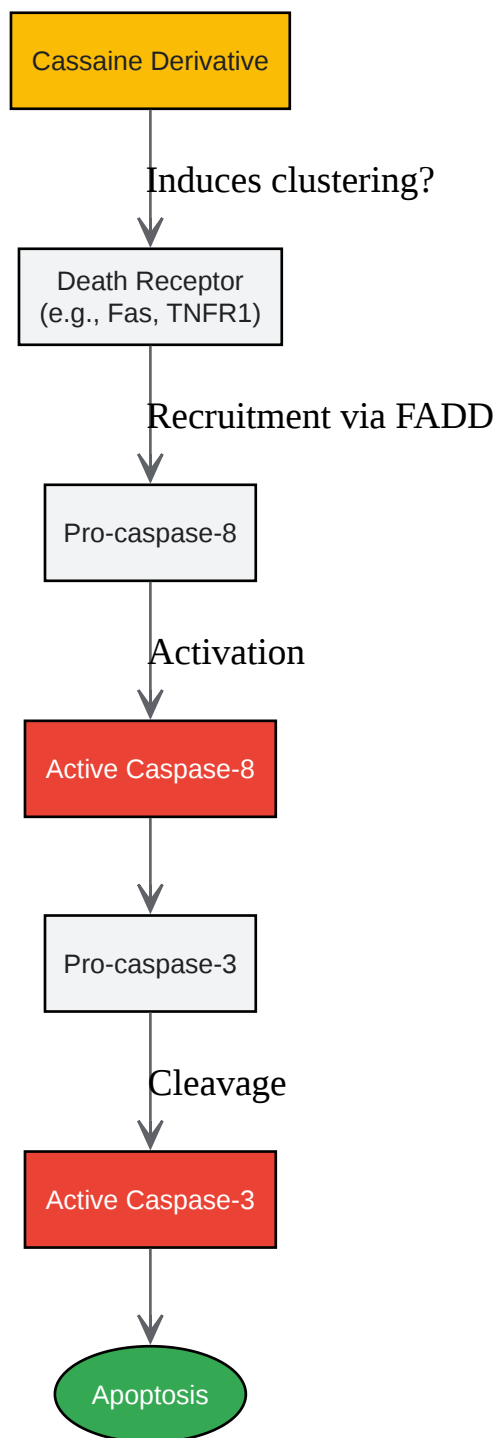 Cassaine Derivative
Induces clustering?
Death Receptor
(e.g., Fas, TNFR1)
Recruitment via FADD
Pro-caspase-8
Activation
Active Caspase-8
Pro-caspase-3
Cleavage
Active Caspase-3
Apoptosis